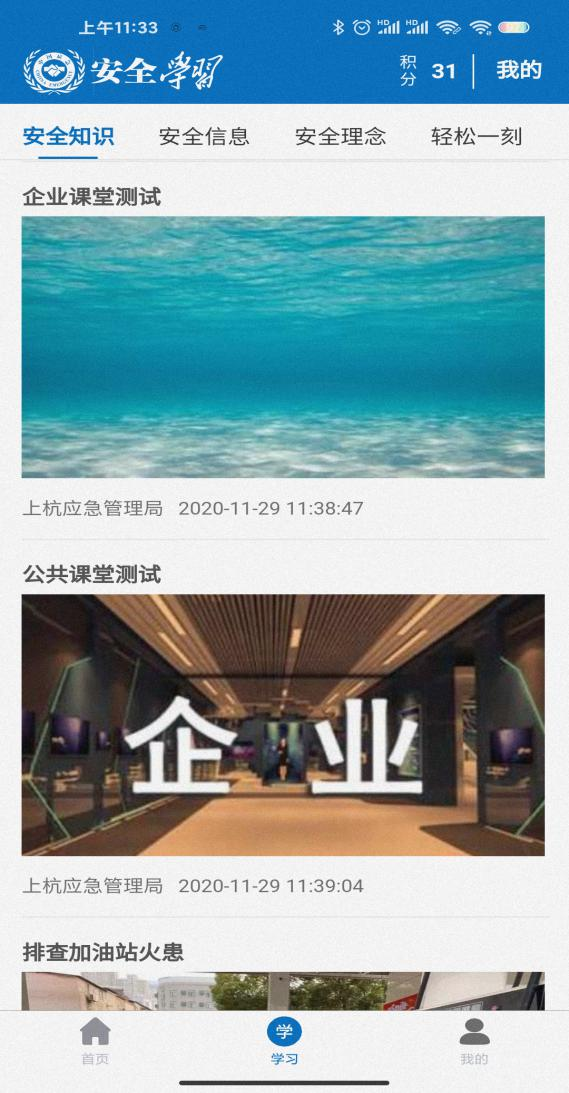 上午11:33
安全學習
积分 31 我的
安全知识 安全信息 安全理念 轻松一刻
企业课堂测试
上杭应急管理局 2020-11-29 11:38:47
公共课堂测试
企业
上杭应急管理局 2020-11-29 11:39:04
排查加油站火患
学
首页 学习 我的